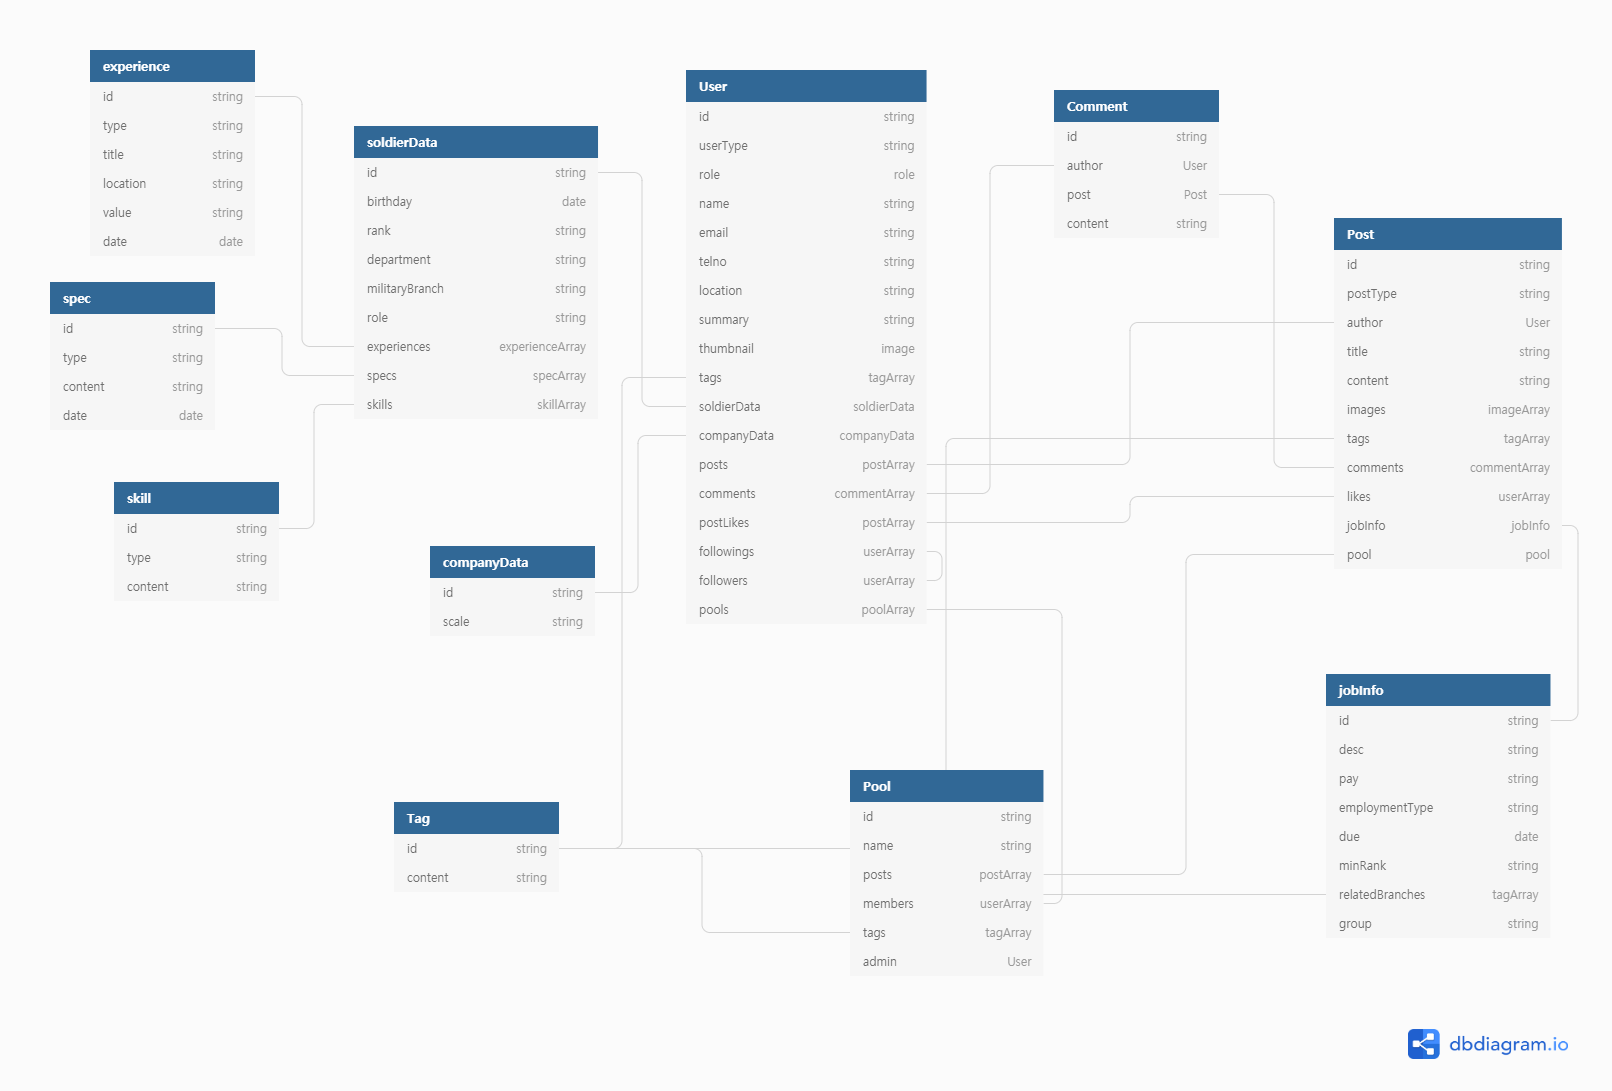 experience
id string
type string
title string
location string
value string
date date
spec
id string
type string
content string
date date
skill
id string
type string
content string
soldierData
id string
birthday date
rank string
department string
militaryBranch string
role string
experiences experienceArray
specs specArray
skills skillArray
companyData
id string
scale string
Tag
id string
content string
User
id string
userType string
role role
name string
email string
telno string
location string
summary string
thumbnail image
tags tagArray
soldierData soldierData
companyData companyData
posts postArray
comments commentArray
postLikes postArray
followings userArray
followers userArray
pools poolArray
Pool
id string
name string
posts postArray
members userArray
tags tagArray
admin User
Comment
id string
author User
post Post
content string
Post
id string
postType string
author User
title string
content string
images imageArray
tags tagArray
comments commentArray
likes userArray
jobInfo jobInfo
pool pool
jobInfo
id string
desc string
pay string
employmentType string
due date
minRank string
relatedBranches tagArray
group string
dbdiagram.io